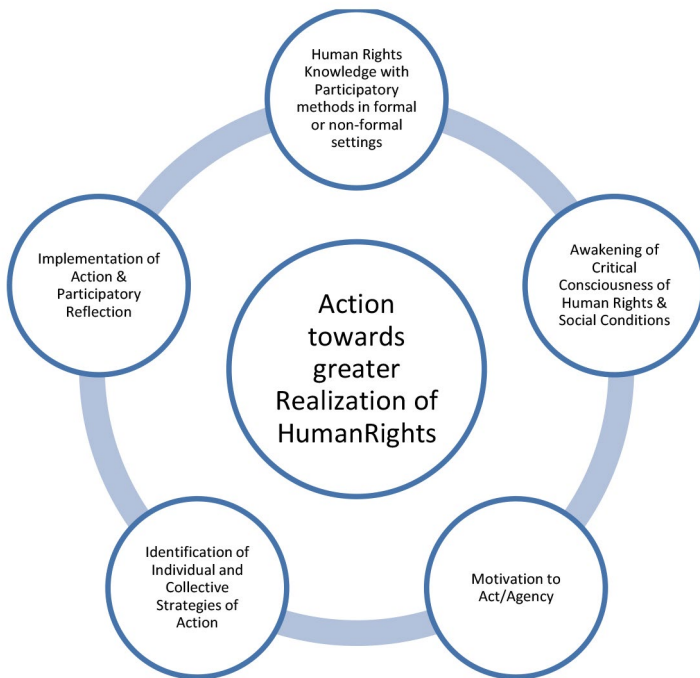 Human Rights
Knowledge with
Participatory
methods in formal
or non-formal
settings
Awakening of
Critical
Consciousness of
Human Rights &
Social Conditions
Motivation to
Act/Agency
Identification of
Individual and
Collective
Strategies of
Action
Implementation of
Action &
Participatory
Reflection
Action
towards
greater
Realization of
HumanRights